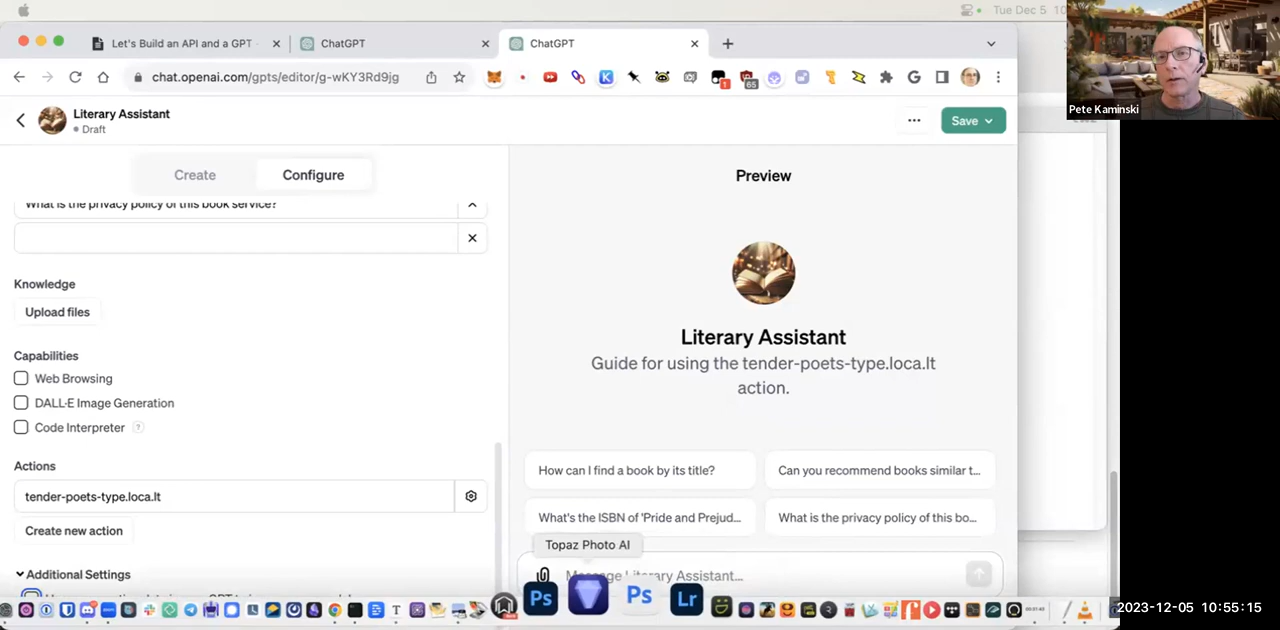 Tue Dec 5 10
Let's Build an API and a GPT
ChatGPT
ChatGPT
chat.openai.com/gpts/editor/g-wKY3Rd9jg
Pete Kaminski
Literary Assistant
Draft
Save
Create
Configure
What is the privacy policy of this book service?
Knowledge
Upload files
Capabilities
Web Browsing
DALL·E Image Generation
Code Interpreter
?
Actions
tender-poets-type.loca.lt
Create new action
Additional Settings
Preview
Literary Assistant
Guide for using the tender-poets-type.loca.lt
action.
How can I find a book by its title?
Can you recommend books similar t...
What's the ISBN of 'Pride and Prejud...
What is the privacy policy of this bo...
Topaz Photo AI
Message Literary Assistant...
Ps
Ps
Lr
2023-12-05 10:55:15